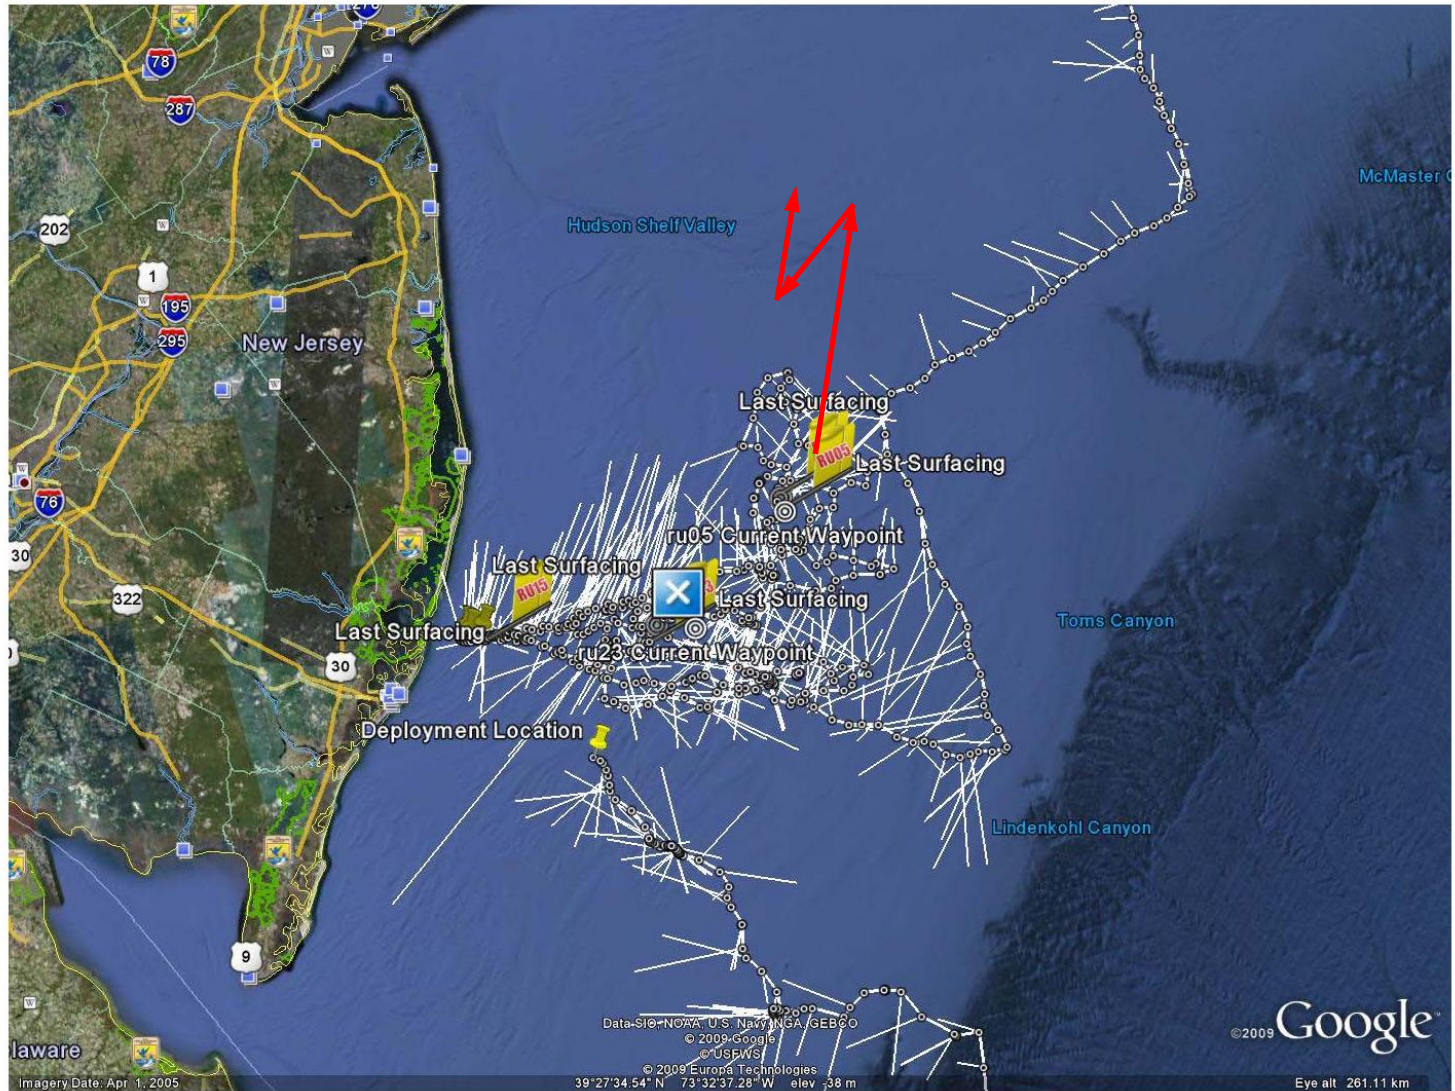 278
78
287
McMaster
202
Hudson Shelf Valley
W
W
1
195
W
295
New Jersey
W
Last Surfacing
W
RU05
Last Surfacing
76
ru05 Current Waypoint
30
Last Surfacing
RU15
3
322
Last Surfacing
Toms Canyon
Last Surfacing
30
ru23 Current Waypoint
Deployment Location
Lindenkohl Canyon
9
W
Data SIO, NOAA, U.S. Navy, NGA, GEBCO
© 2009 Google
© USFWS
© 2009 Europa Technologies
©2009 Google
laware
Imagery Date: Apr 1, 2005
39°27'34.54" N 73°32'37.28" W elev -38 m
Eye alt 261.11 km